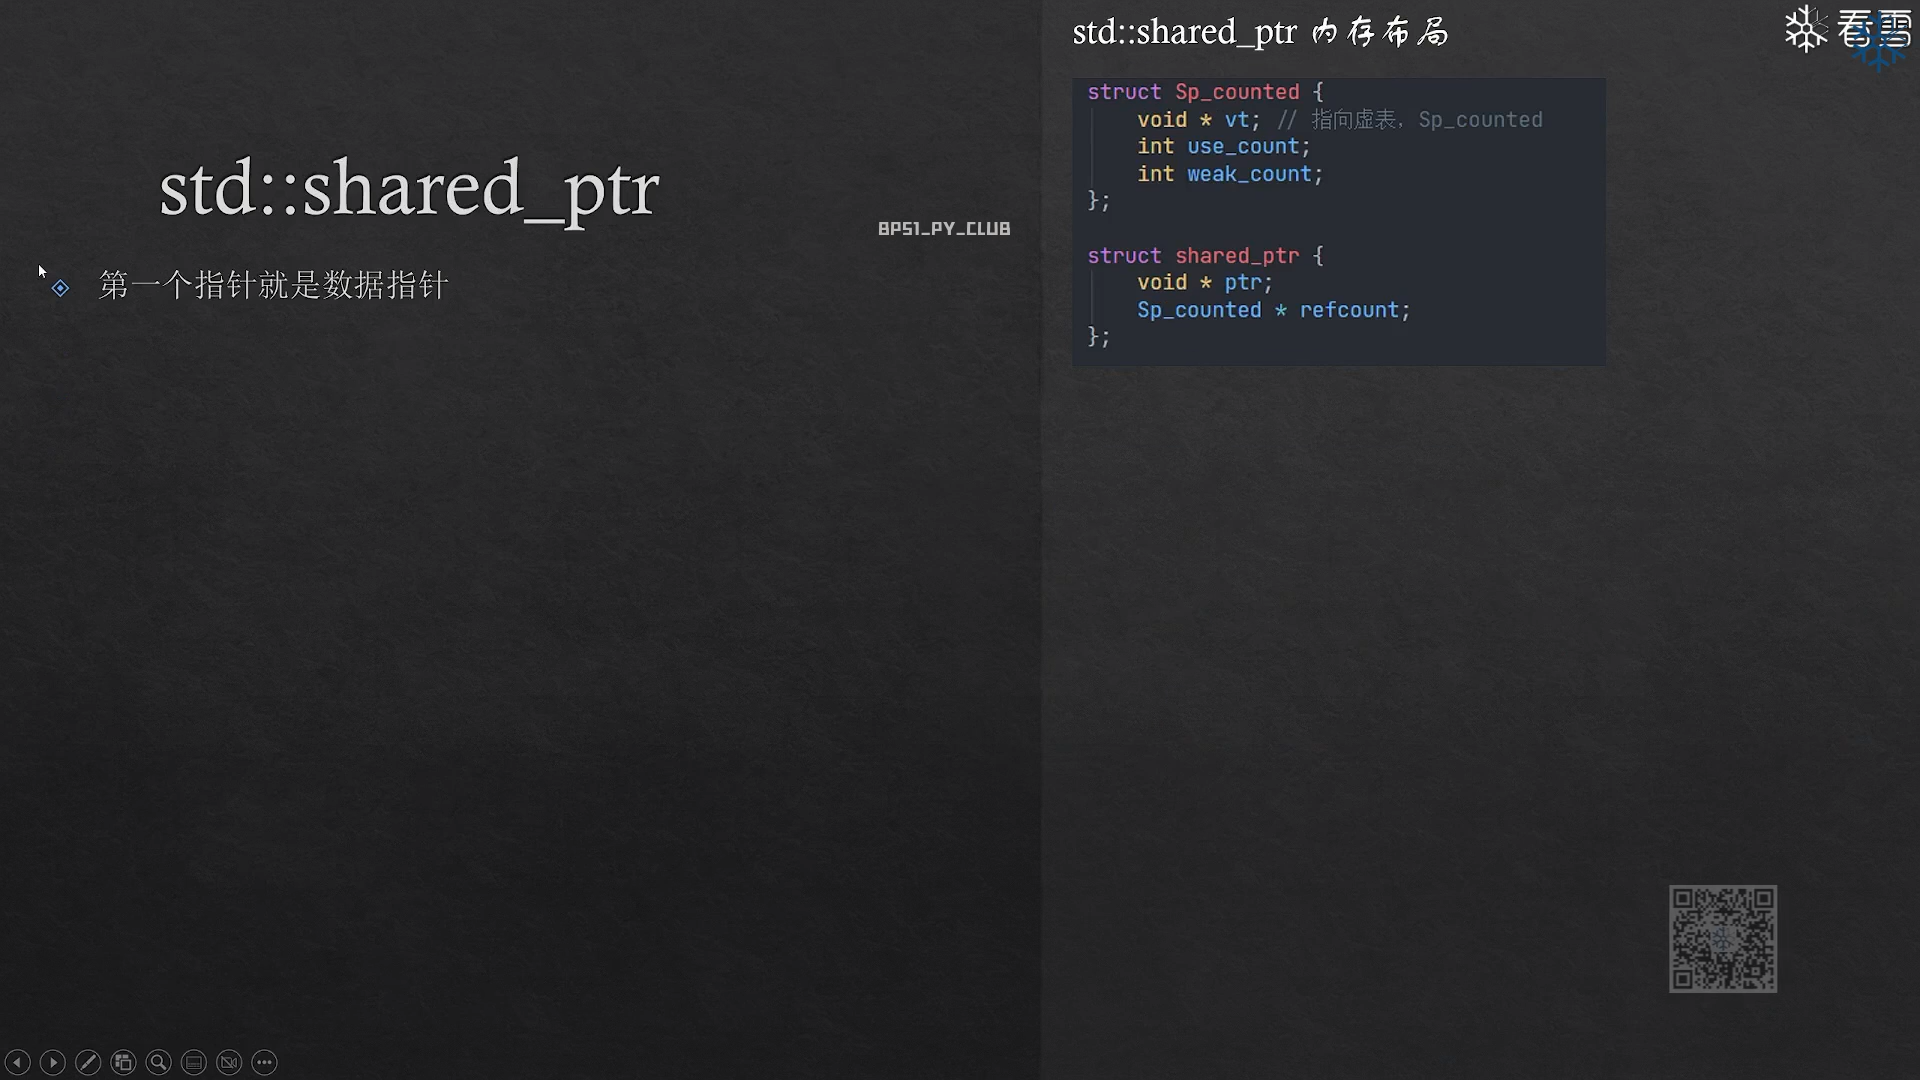 std::shared_ptr
第一个指针就是数据指针
BPS1_PY_CLUB
std::shared_ptr 内存布局
看雪
struct Sp_counted {
    void * vt; // 指向虚表，Sp_counted
    int use_count;
    int weak_count;
};
struct shared_ptr {
    void * ptr;
    Sp_counted * refcount;
};